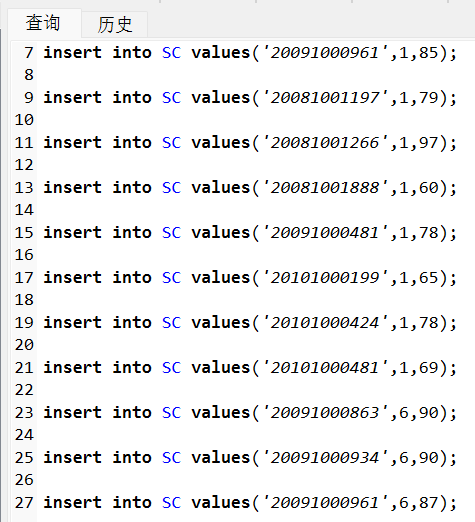 查询 历史
7 insert into SC values('20091000961',1,85);
8
9 insert into SC values('20081001197',1,79);
10
11 insert into SC values('20081001266',1,97);
12
13 insert into SC values('20081001888',1,60);
14
15 insert into SC values('20091000481',1,78);
16
17 insert into SC values('20101000199',1,65);
18
19 insert into SC values('20101000424',1,78);
20
21 insert into SC values('20101000481',1,69);
22
23 insert into SC values('20091000863',6,90);
24
25 insert into SC values('20091000934',6,90);
26
27 insert into SC values('20091000961',6,87);